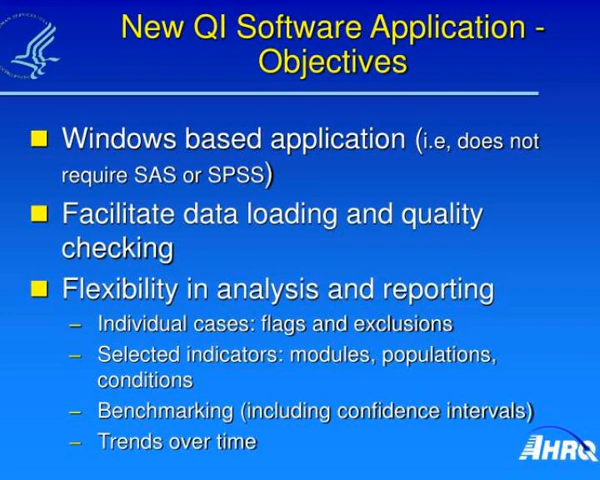 New QI Software Application -
Objectives
Windows based application (i.e, does not
require SAS or SPSS)
Facilitate data loading and quality
checking
Flexibility in analysis and reporting
– Individual cases: flags and exclusions
– Selected indicators: modules, populations,
conditions
– Benchmarking (including confidence intervals)
– Trends over time
AHRQ